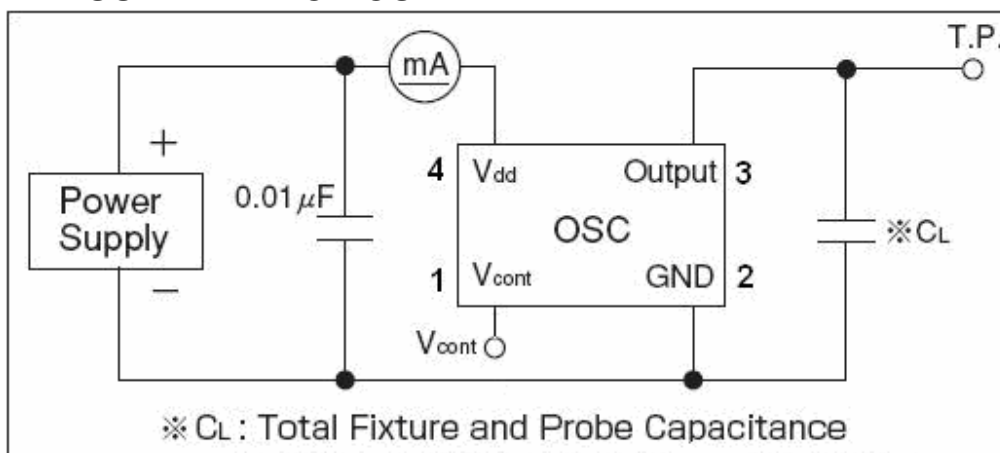 T.P.
mA
+
4 Vdd Output 3
Power
Supply
0.01μF
OSC
※CL
−
1 Vcont GND 2
Vcont
※CL : Total Fixture and Probe Capacitance